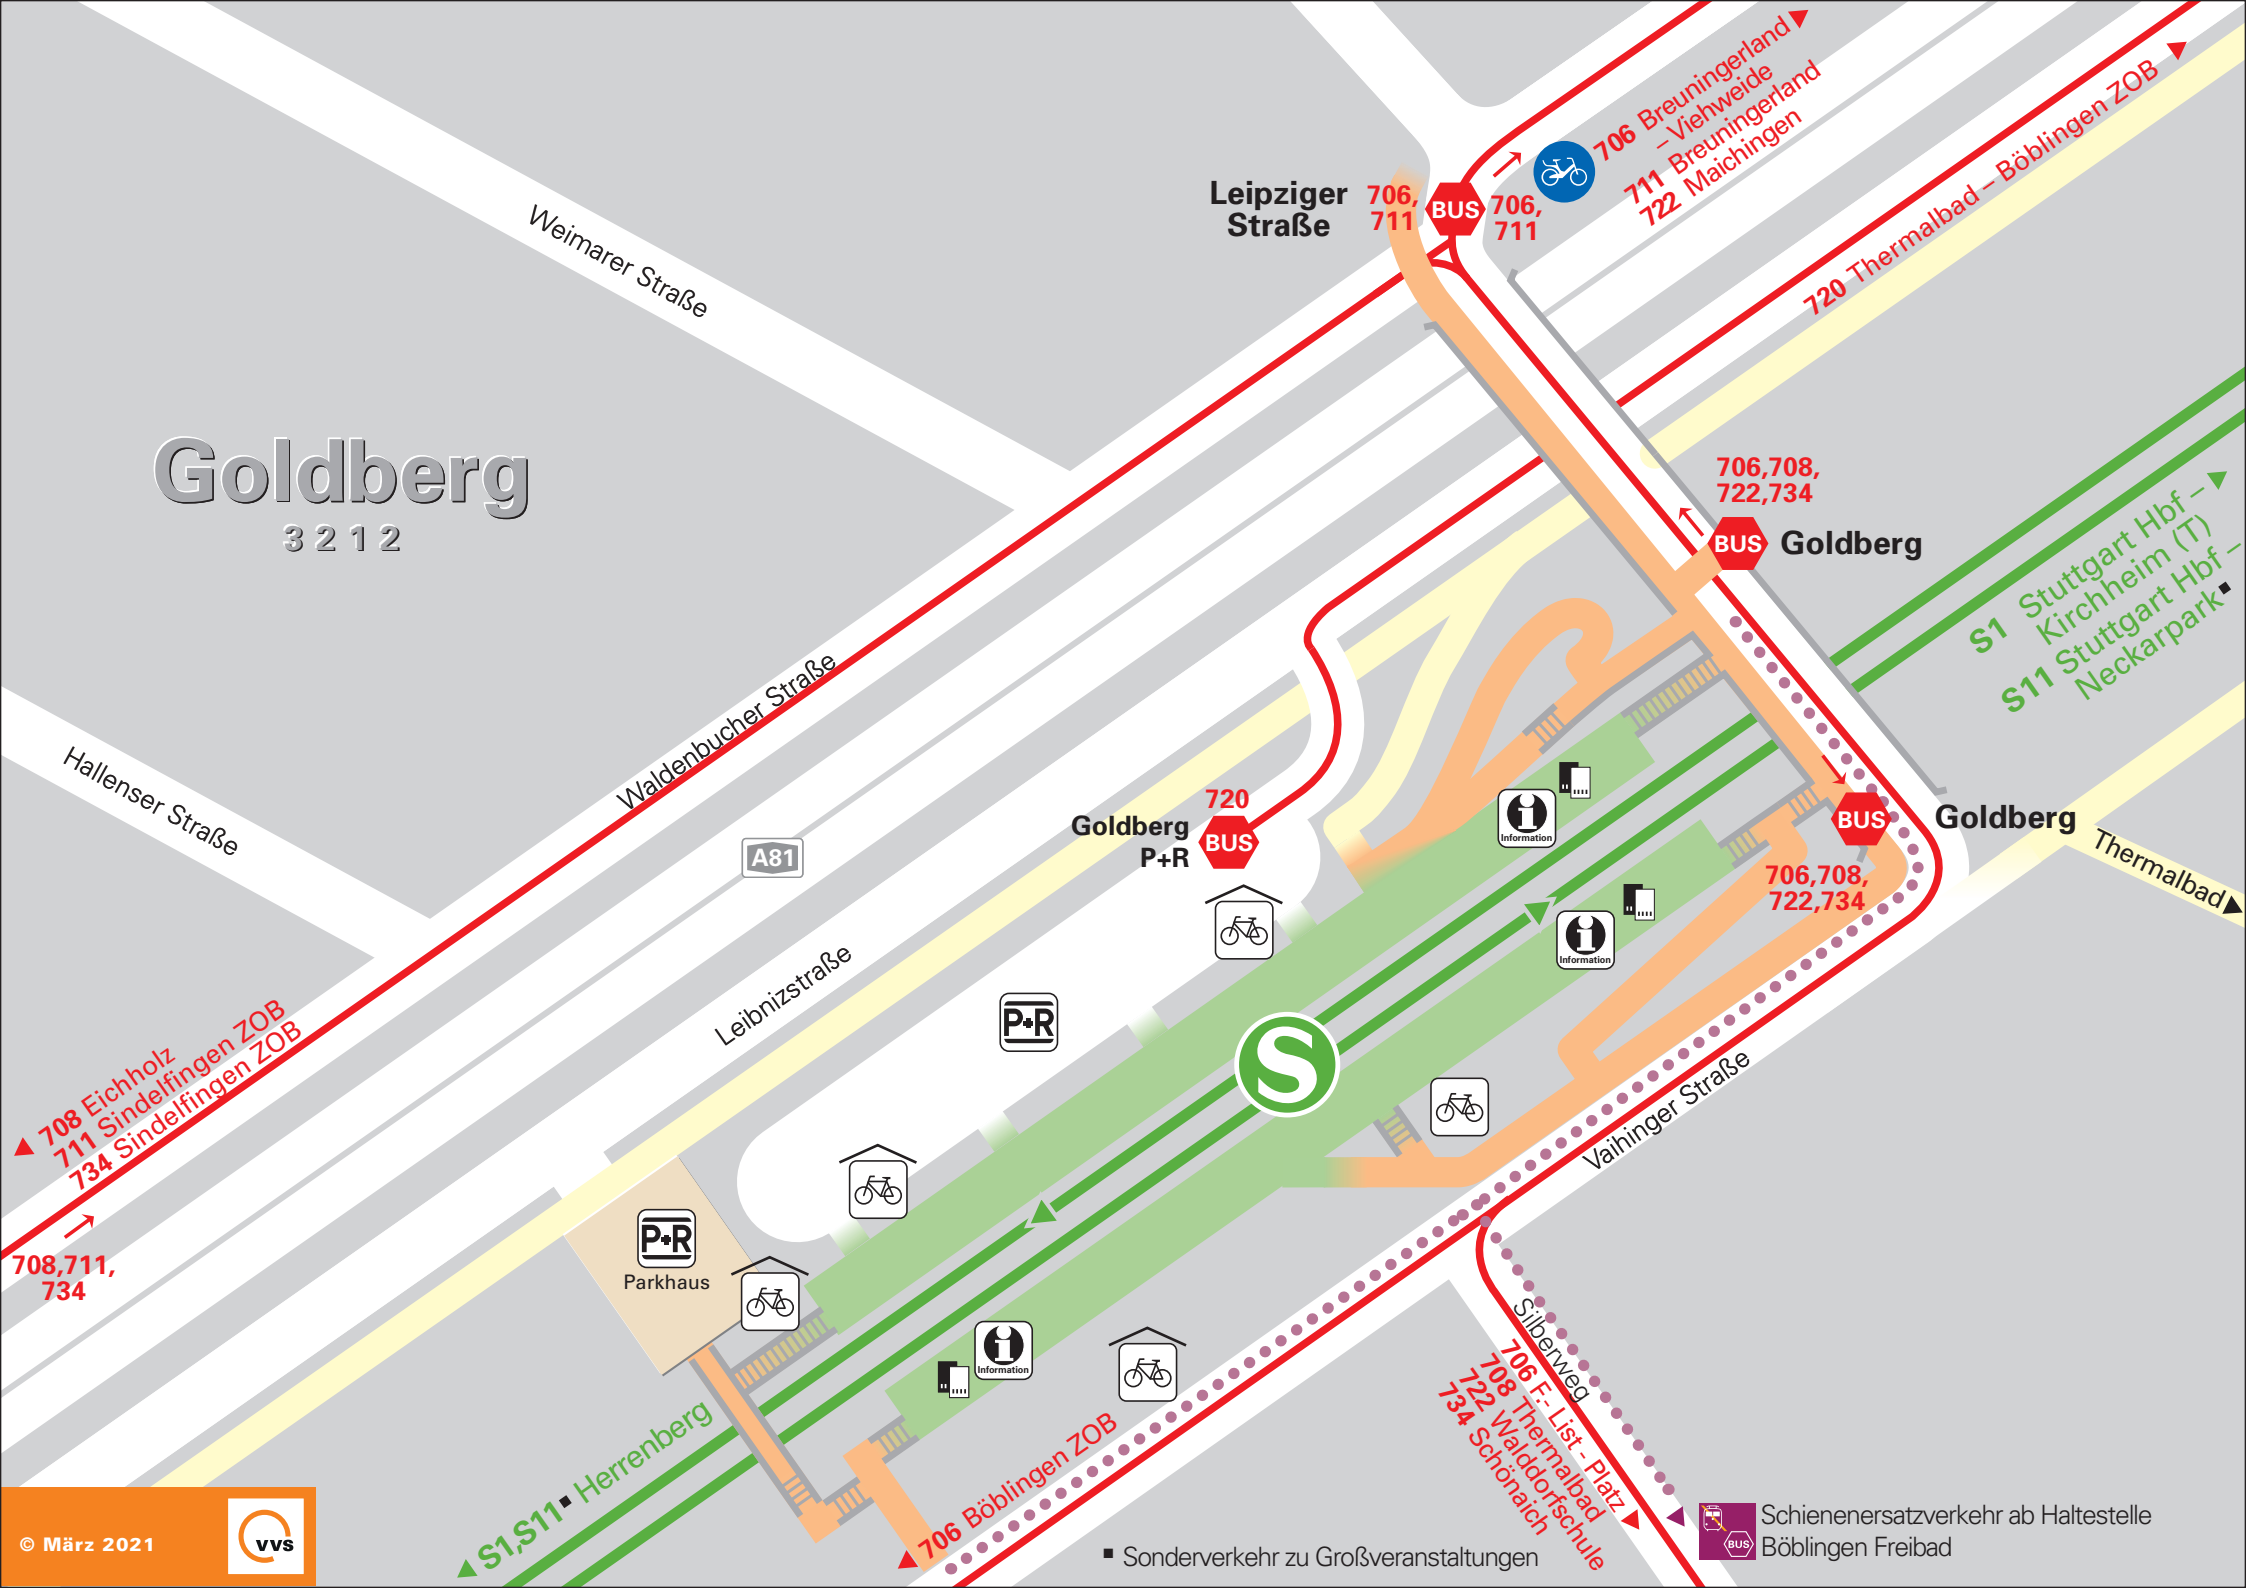 706 Breuningerland
– Viehweide
711 Breuningerland
722 Maichingen
720 Thermalbad – Böblingen ZOB
Leipziger
Straße
706,
711
BUS
706,
711
Weimarer Straße
Goldberg
3 2 1 2
706,708,
722,734
BUS
Goldberg
S1 Stuttgart Hbf –
Kirchheim (T)
S11 Stuttgart Hbf –
Neckarpark
Hallenser Straße
Waldenbucher Straße
A81
720
Goldberg
P+R
BUS
Information
BUS
Goldberg
706,708,
722,734
Thermalbad
Information
Leibnizstraße
P+R
S
708 Eichholz
711 Sindelfingen ZOB
734 Sindelfingen ZOB
708,711,
734
Vaihinger Straße
P+R
Parkhaus
Information
Silberweg
706 F.- List - Platz
708 Thermalbad
722 Walddorfschule
734 Schönaich
S1,S11 Herrenberg
706 Böblingen ZOB
© März 2021
VVS
Sonderverkehr zu Großveranstaltungen
BUS
Schienenersatzverkehr ab Haltestelle
Böblingen Freibad